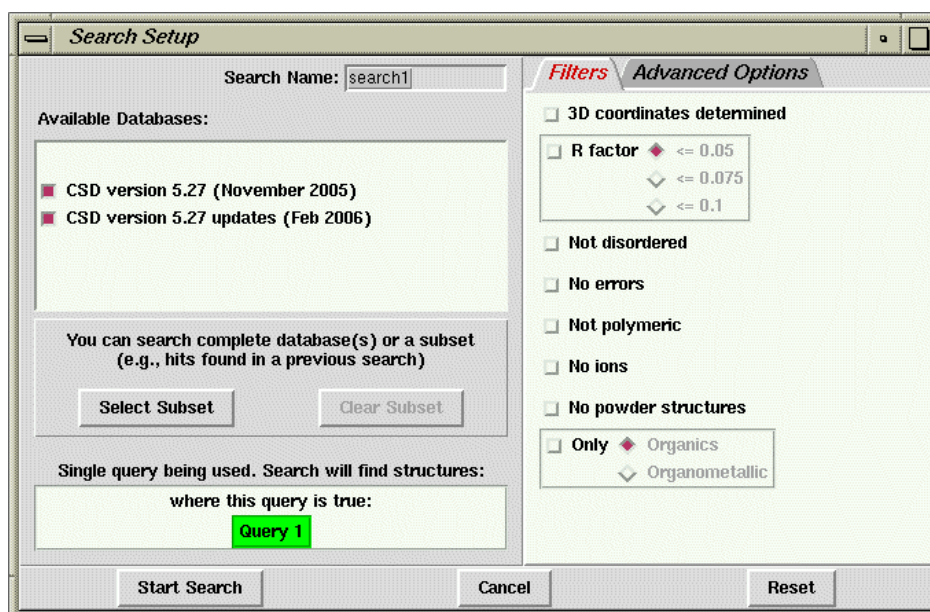 Search Setup
Search Name: search1
Available Databases:
CSD version 5.27 (November 2005)
CSD version 5.27 updates (Feb 2006)
You can search complete database(s) or a subset
(e.g., hits found in a previous search)
Select Subset
Clear Subset
Single query being used. Search will find structures:
where this query is true:
Query 1
Filters
Advanced Options
3D coordinates determined
R factor <= 0.05
<= 0.075
<= 0.1
Not disordered
No errors
Not polymeric
No ions
No powder structures
Only Organics
Organometallic
Start Search
Cancel
Reset